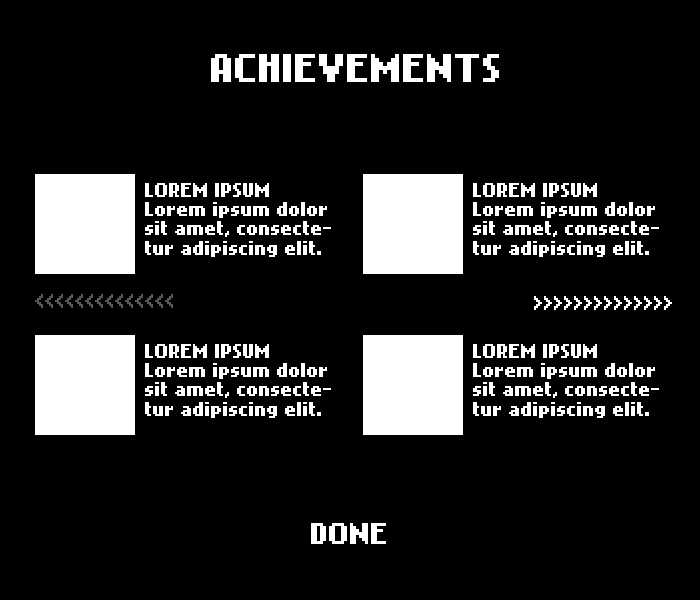 ACHIEVEMENTS
LOREM IPSUM
Lorem ipsum dolor
sit amet, consecte-
tur adipiscing elit.
LOREM IPSUM
Lorem ipsum dolor
sit amet, consecte-
tur adipiscing elit.
<<<<<<<<<<<<<<
>>>>>>>>>>>>>>
LOREM IPSUM
Lorem ipsum dolor
sit amet, consecte-
tur adipiscing elit.
LOREM IPSUM
Lorem ipsum dolor
sit amet, consecte-
tur adipiscing elit.
DONE